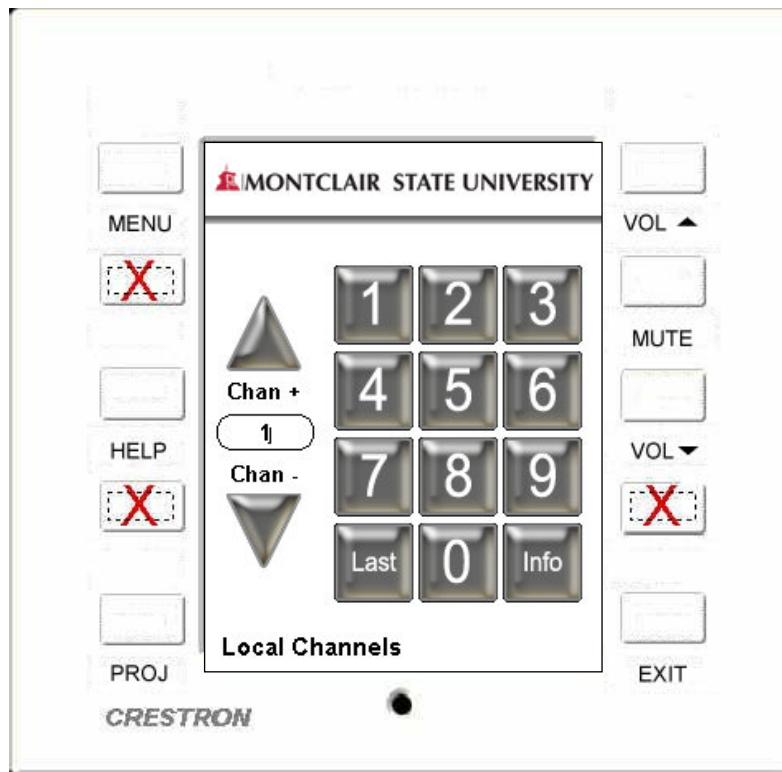 MONTCLAIR STATE UNIVERSITY
MENU
VOL ▲
X
1 2 3
MUTE
Chan +
4 5 6
1
HELP
VOL ▼
Chan -
7 8 9
X
X
Last 0 Info
Local Channels
PROJ
EXIT
CRESTRON